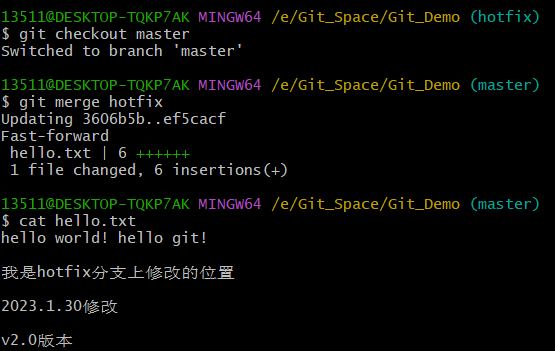 13511@DESKTOP-TQKP7AK MINGW64 /e/Git_Space/Git_Demo (hotfix)
$ git checkout master
Switched to branch 'master'
13511@DESKTOP-TQKP7AK MINGW64 /e/Git_Space/Git_Demo (master)
$ git merge hotfix
Updating 3606b5b..ef5cacf
Fast-forward
 hello.txt | 6 ++++++
 1 file changed, 6 insertions(+)
13511@DESKTOP-TQKP7AK MINGW64 /e/Git_Space/Git_Demo (master)
$ cat hello.txt
hello world! hello git!
我是hotfix分支上修改的位置
2023.1.30修改
v2.0版本